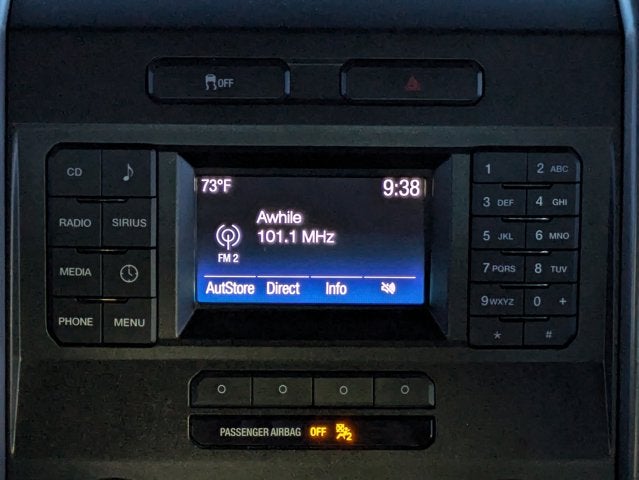 OFF
CD
RADIO SIRIUS
MEDIA
PHONE MENU
73°F 9:38
Awhile
101.1 MHz
FM 2
AutStore Direct Info
1 2 ABC
3 DEF 4 GHI
5 JKL 6 MNO
7 PQRS 8 TUV
9 WXYZ 0 +
* #
PASSENGER AIRBAG OFF 2